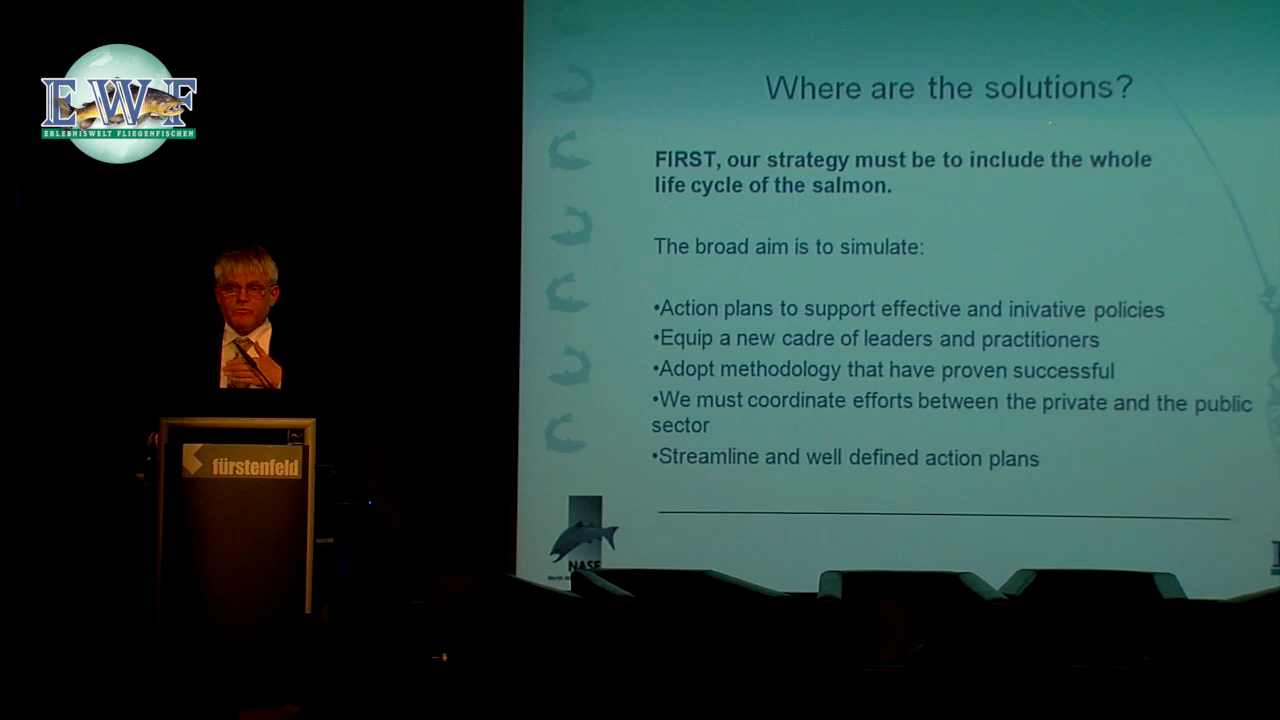 EWF
ERLEBNISWELT FLIEGENFISCHEN
Where are the solutions?
FIRST, our strategy must be to include the whole
life cycle of the salmon.
The broad aim is to simulate:
•Action plans to support effective and inivative policies
•Equip a new cadre of leaders and practitioners
•Adopt methodology that have proven successful
•We must coordinate efforts between the private and the public
sector
•Streamline and well defined action plans
fürstenfeld
NASF
North